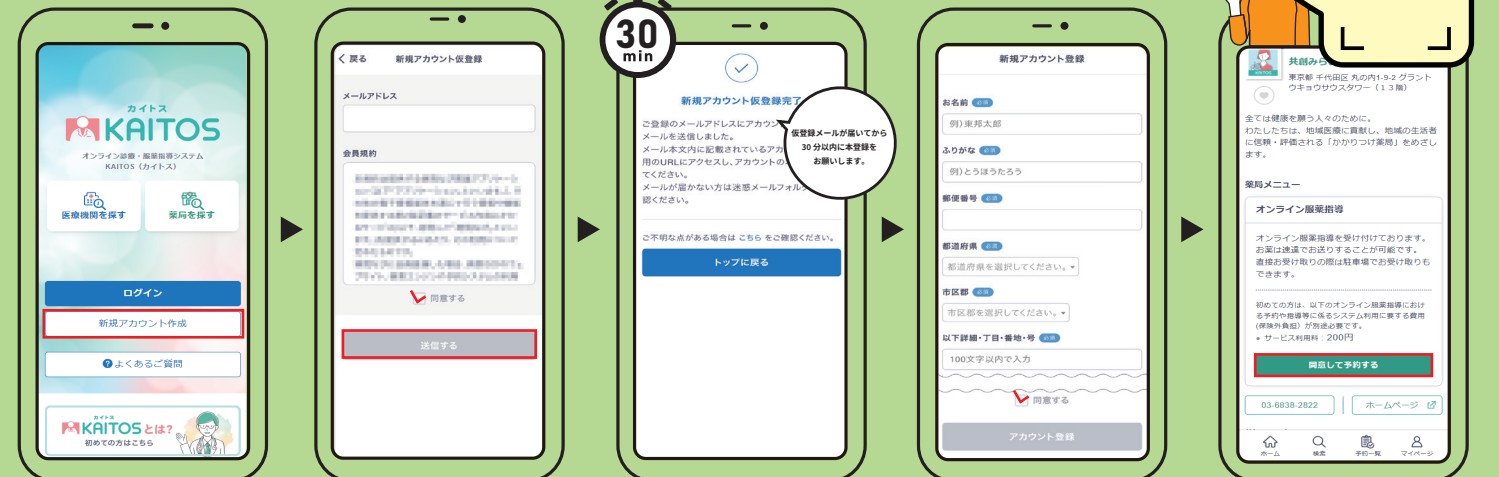 カイトス
KAITOS
オンライン診療・服薬指導システム
KAITOS（カイトス）
医療機関を探す
薬局を探す
ログイン
新規アカウント作成
よくあるご質問
カイトス
KAITOSとは?
初めての方はこちら
戻る
新規アカウント仮登録
メールアドレス
会員規約
同意する
送信する
30
min
新規アカウント仮登録完了
ご登録のメールアドレスにアカウン
メールを送信しました。
メール本文内に記載されているアカ
用のURLにアクセスし、アカウントの
てください。
メールが届かない方は迷惑メールフォル
認ください。
ご不明な点がある場合は こちら をご確認ください。
トップに戻る
仮登録メールが届いてから
30 分以内に本登録を
お願いします。
新規アカウント登録
お名前 必須
例)東邦太郎
ふりがな 必須
例)とうほうたろう
郵便番号 必須
都道府県 必須
都道府県を選択してください。
市区郡 必須
市区郡を選択してください。
以下詳細・丁目・番地・号 必須
100文字以内で入力
同意する
アカウント登録
KAITOS
共創みら
東京都 千代田区 丸の内1-9-2 グラント
ウキョウサウスタワー（13階）
全ては健康を願う人々のために。
わたしたちは、地域医療に貢献し、地域の生活者
に信頼・評価される「かかりつけ薬局」をめざし
ます。
薬局メニュー
オンライン服薬指導
オンライン服薬指導を受け付けております。
お薬は速達でお送りすることが可能です。
直接お受け取りの際は駐車場でお受け取りも
できます。
初めての方は、以下のオンライン服薬指導におけ
る予約や指導等に係るシステム利用に要する費用
(保険外負担）が別途必要です。
• サービス利用料：200円
同意して予約する
03-6838-2822
ホームページ
ホーム
検索
予約一覧
マイページ